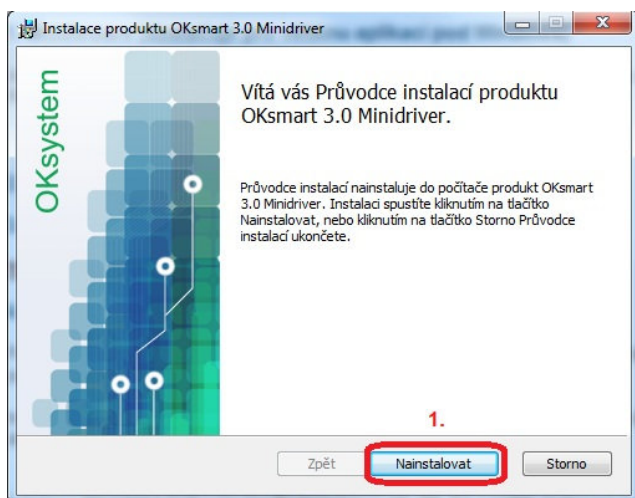 Instalace produktu OKsmart 3.0 Minidriver
OKsystem
Vítá vás Průvodce instalací produktu
OKsmart 3.0 Minidriver.
Průvodce instalací nainstaluje do počítače produkt OKsmart
3.0 Minidriver. Instalaci spustíte kliknutím na tlačítko
Nainstalovat, nebo kliknutím na tlačítko Storno Průvodce
instalací ukončete.
1.
Zpět Nainstalovat Storno